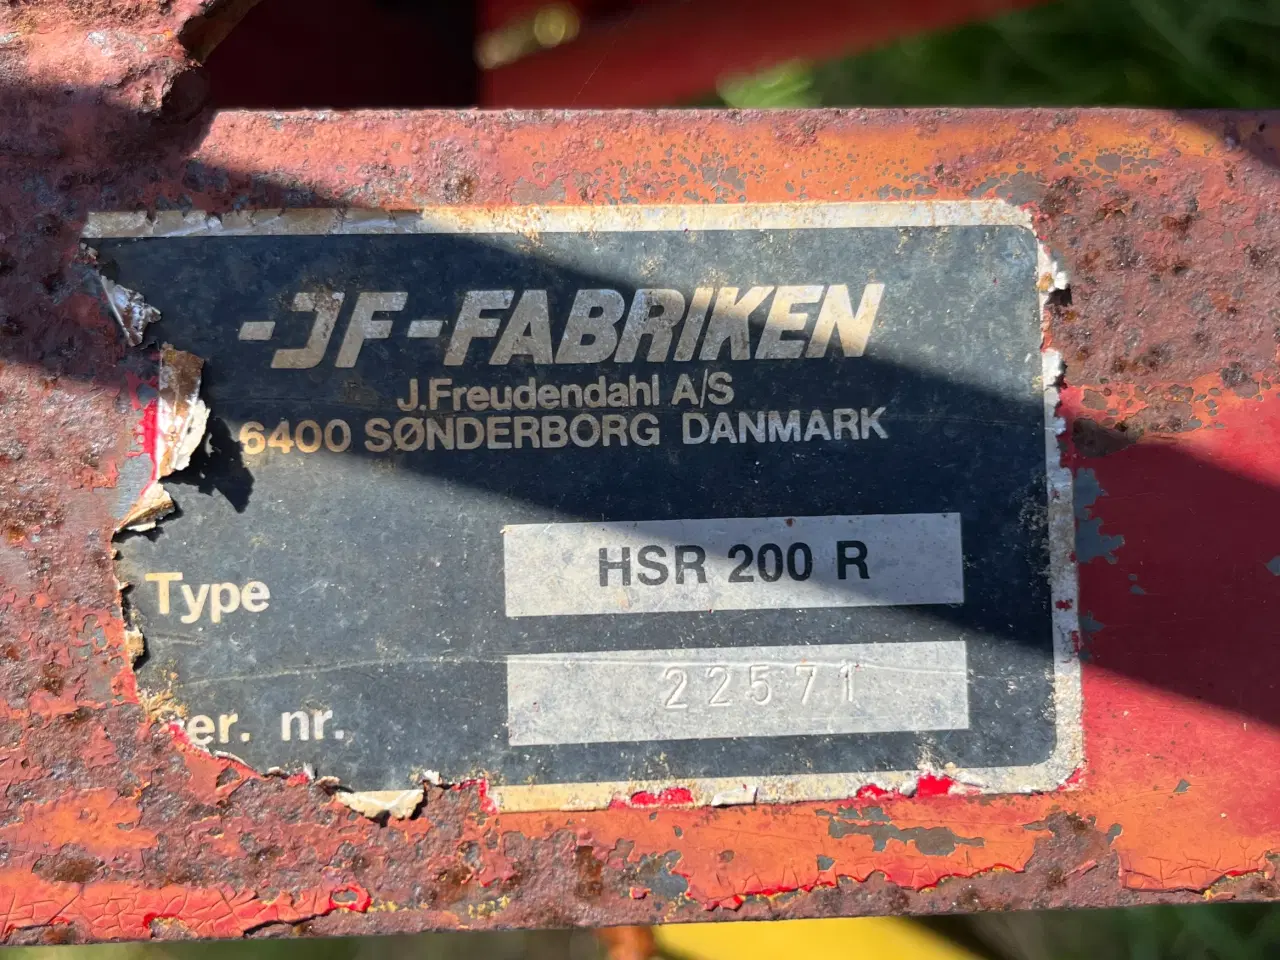 -JF-FABRIKEN
J.Freudendahl A/S
6400 SØNDERBORG DANMARK
Type HSR 200 R
er. nr. 22571